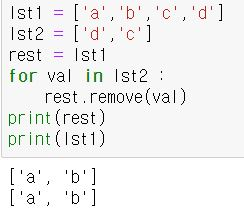 lst1 = ['a','b','c','d']
lst2 = ['d','c']
rest = lst1
for val in lst2 :
    rest.remove(val)
print(rest)
print(lst1)
['a', 'b']
['a', 'b']